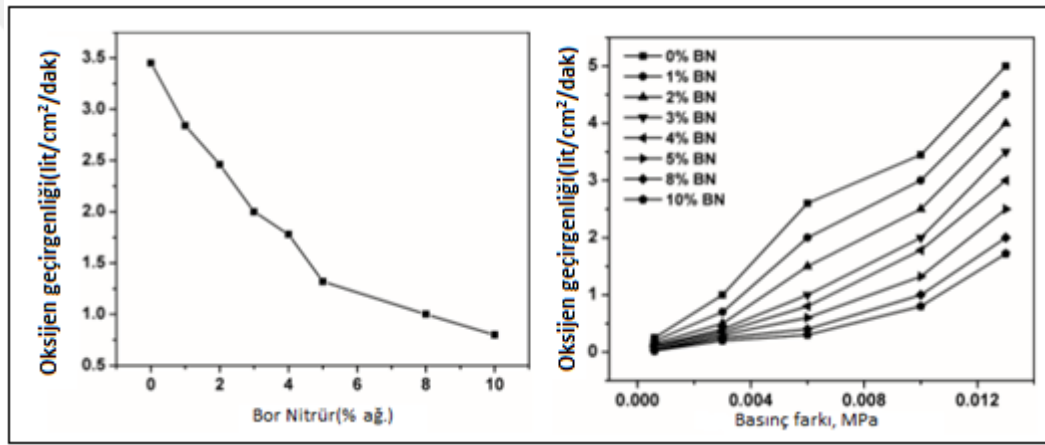 Oksijen geçirgenliği(lit/cm²/dak)
3.5
3.0
2.5
2.0
1.5
1.0
0.5
0 2 4 6 8 10
Bor Nitrür(% ağ.)
Oksijen geçirgenliği(lit/cm²/dak)
5
4
3
2
1
0
0% BN
1% BN
2% BN
3% BN
4% BN
5% BN
8% BN
10% BN
0.000 0.004 0.008 0.012
Basınç farkı, MPa